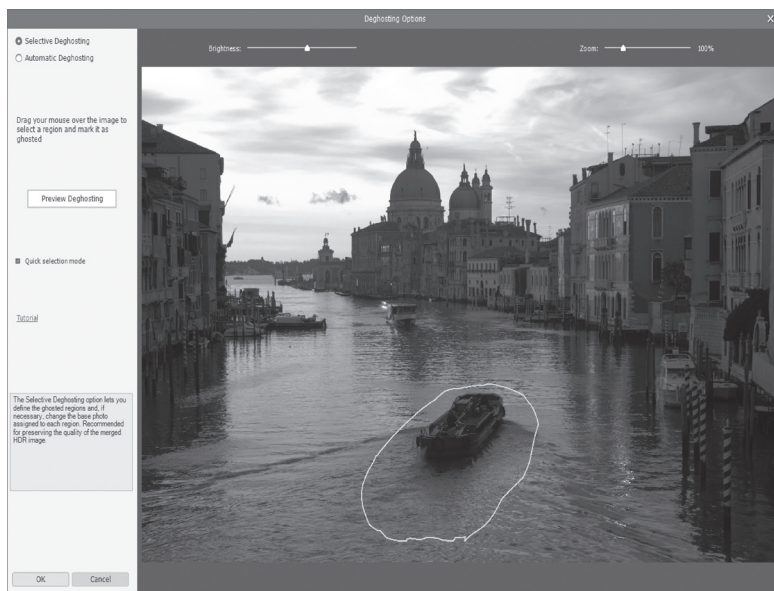 Deghosting Options
X
Selective Deghosting
Automatic Deghosting
Brightness:
Zoom:
100%
Drag your mouse over the image to
select a region and mark it as
ghosted
Preview Deghosting
Quick selection mode
Tutorial
The Selective Deghosting option lets you
define the ghosted regions and, if
necessary, change the base photo
assigned to each region. Recommended
for preserving the quality of the merged
HDR image.
OK
Cancel